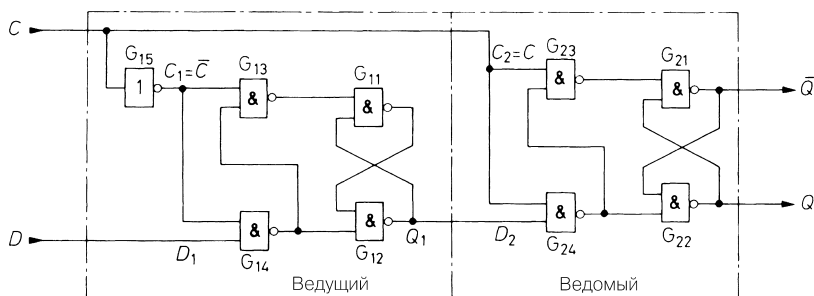 C
G15 C1=C̅ G13 G11
1 & &
C2=C G23 G21
& &
Q̅
D
D1 & G14
& G12 Q1
D2 & G24
& G22
Q
Ведущий Ведомый